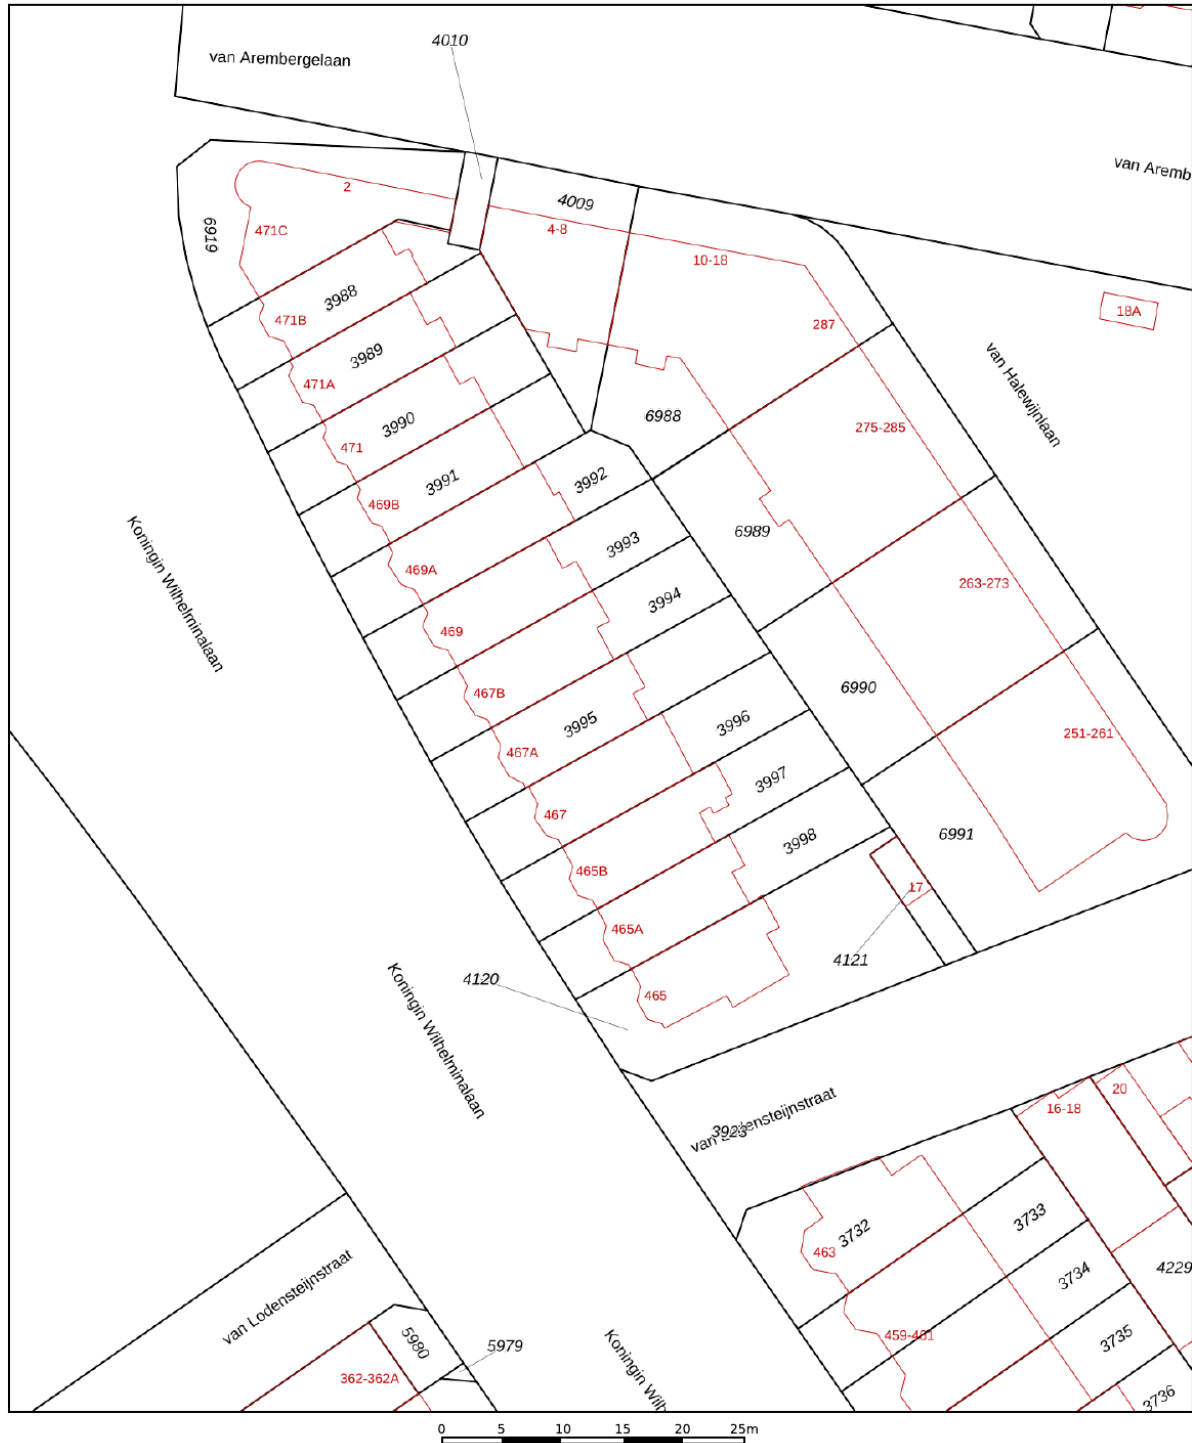 4010
van Arembergelaan
van Aremb
2
4009
6919
471C
4-8
10-18
3988
471B
18A
287
3989
471A
van Halewijnlaan
6988
275-285
3990
471
3991
3992
469B
6989
3993
Koningin Wilhelminalaan
469A
263-273
3994
469
6990
467B
3995
3996
467A
251-261
3997
467
6991
3998
465B
17
465A
4121
4120
465
Koningin Wilhelminalaan
20
16-18
van Lodensteijnstraat
3923
3733
3732
463
4229
3734
van Lodensteijnstraat
459-461
3735
5980
5979
Koningin Wilh
362-362A
3736
0 5 10 15 20 25m